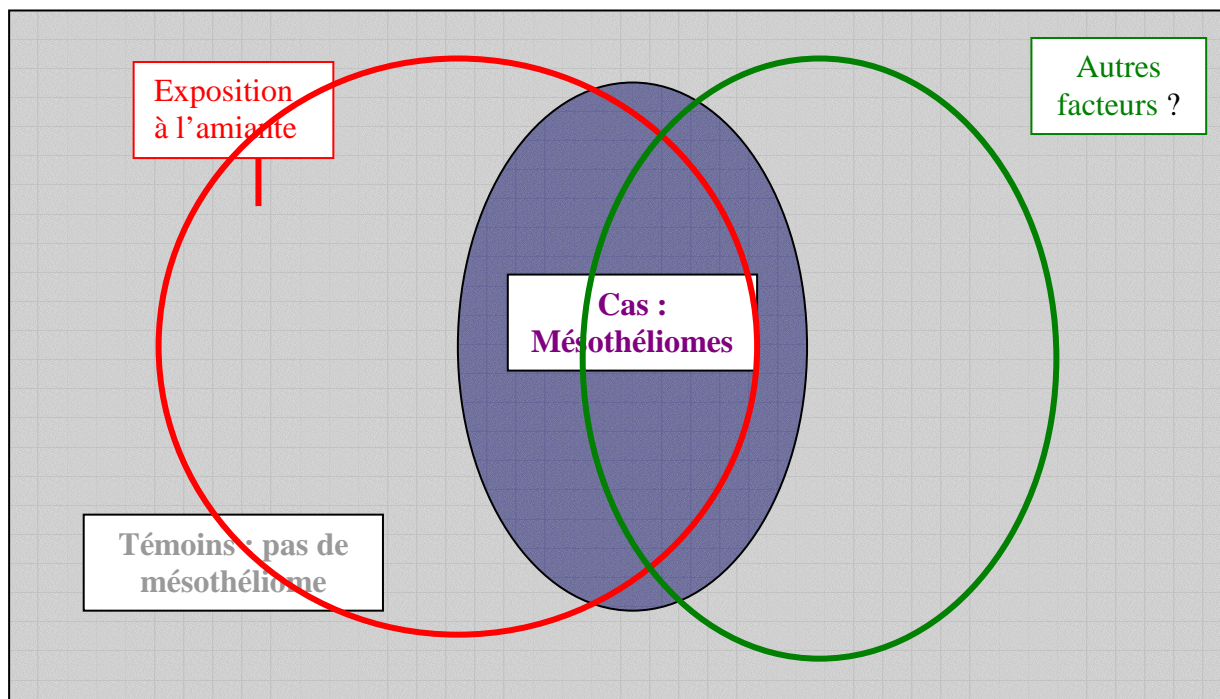 Exposition
à l'amiante
Autres
facteurs ?
Cas :
Mésothéliomes
Témoins : pas de
mésothéliome